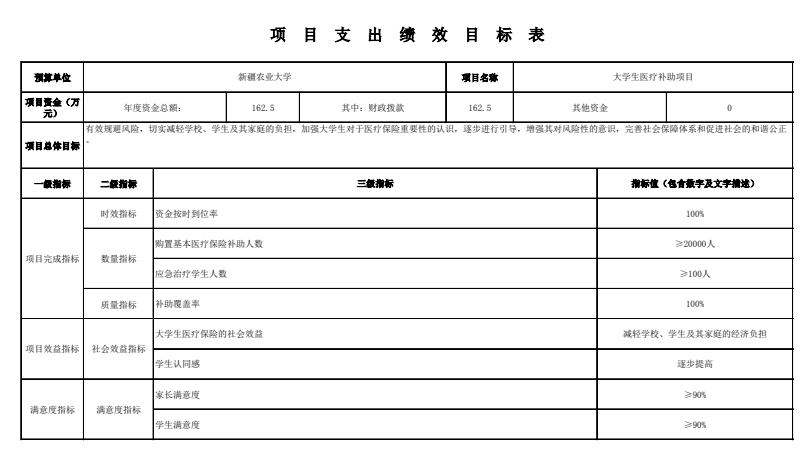 项目支出绩效目标表
预算单位 新疆农业大学 项目名称 大学生医疗补助项目
项目资金（万元） 年度资金总额： 162.5 其中：财政拨款 162.5 其他资金 0
项目总体目标 有效规避风险，切实减轻学校、学生及其家庭的负担，加强大学生对于医疗保险重要性的认识，逐步进行引导，增强其对风险性的意识，完善社会保障体系和促进社会的和谐公正。
一级指标 二级指标 三级指标 指标值（包含数字及文字描述）
项目完成指标 时效指标 资金按时到位率 100%
数量指标 购置基本医疗保险补助人数 ≥20000人
应急治疗学生人数 ≥100人
质量指标 补助覆盖率 100%
项目效益指标 社会效益指标 大学生医疗保险的社会效益 减轻学校、学生及其家庭的经济负担
学生认同感 逐步提高
满意度指标 满意度指标 家长满意度 ≥90%
学生满意度 ≥90%